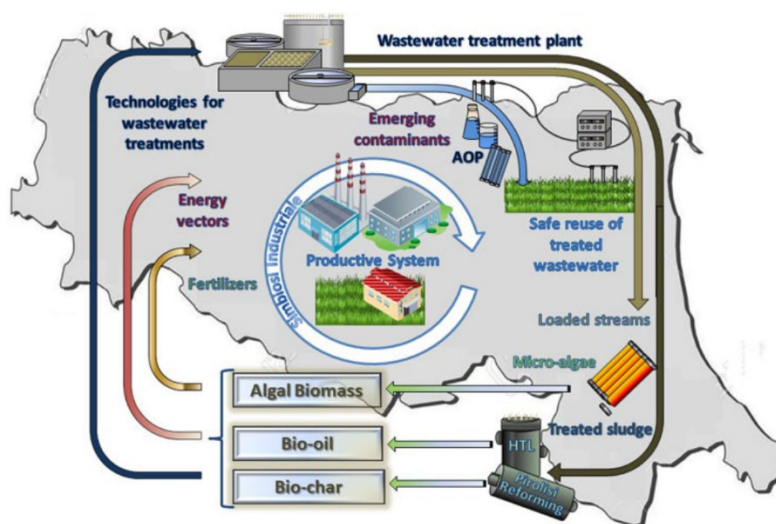 Wastewater treatment plant
Technologies for
wastewater
treatments
Emerging
contaminants
AOP
Energy
vectors
Safe reuse of
treated
wastewater
Simbiosi Industriale
Productive System
Fertilizers
Loaded streams
Micro-algae
Algal Biomass
Treated sludge
Bio-oil
HTL
Pirolisi
Reforming
Bio-char